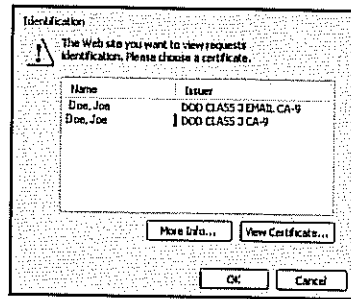 Identification
The Web site you want to view requests
identification. Please choose a certificate.
Name Issuer
Doe, Joe DOD CLASS 3 EMAIL CA-9
Doe, Joe DOD CLASS 3 CA-9
More Info... View Certificate...
OK Cancel